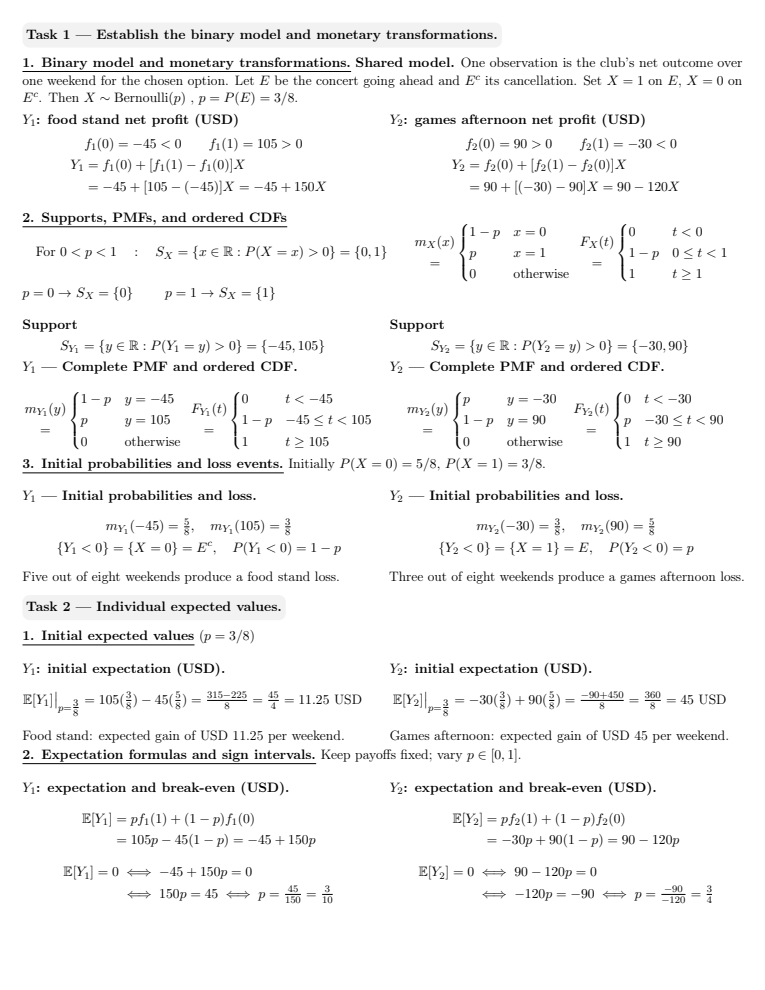 Task 1 — Establish the binary model and monetary transformations.
1. Binary model and monetary transformations. Shared model. One observation is the club's net outcome over
one weekend for the chosen option. Let E be the concert going ahead and Eᶜ its cancellation. Set X = 1 on E, X = 0 on
Eᶜ. Then X ∼ Bernoulli(p) , p = P(E) = 3/8.
Y₁: food stand net profit (USD)
f₁(0) = −45 < 0 f₁(1) = 105 > 0
Y₁ = f₁(0) + [f₁(1) − f₁(0)]X
= −45 + [105 − (−45)]X = −45 + 150X
Y₂: games afternoon net profit (USD)
f₂(0) = 90 > 0 f₂(1) = −30 < 0
Y₂ = f₂(0) + [f₂(1) − f₂(0)]X
= 90 + [(−30) − 90]X = 90 − 120X
2. Supports, PMFs, and ordered CDFs
For 0 < p < 1 : S_X = {x ∈ ℝ : P(X = x) > 0} = {0, 1}
p = 0 → S_X = {0} p = 1 → S_X = {1}
m_X(x) = { 1 − p x = 0
p x = 1
0 otherwise
F_X(t) = { 0 t < 0
1 − p 0 ≤ t < 1
1 t ≥ 1
Support
S_{Y₁} = {y ∈ ℝ : P(Y₁ = y) > 0} = {−45, 105}
Y₁ — Complete PMF and ordered CDF.
m_{Y₁}(y) = { 1 − p y = −45
p y = 105
0 otherwise
F_{Y₁}(t) = { 0 t < −45
1 − p −45 ≤ t < 105
1 t ≥ 105
Support
S_{Y₂} = {y ∈ ℝ : P(Y₂ = y) > 0} = {−30, 90}
Y₂ — Complete PMF and ordered CDF.
m_{Y₂}(y) = { p y = −30
1 − p y = 90
0 otherwise
F_{Y₂}(t) = { 0 t < −30
p −30 ≤ t < 90
1 t ≥ 90
3. Initial probabilities and loss events. Initially P(X = 0) = 5/8, P(X = 1) = 3/8.
Y₁ — Initial probabilities and loss.
m_{Y₁}(−45) = 5/8, m_{Y₁}(105) = 3/8
{Y₁ < 0} = {X = 0} = Eᶜ, P(Y₁ < 0) = 1 − p
Five out of eight weekends produce a food stand loss.
Y₂ — Initial probabilities and loss.
m_{Y₂}(−30) = 3/8, m_{Y₂}(90) = 5/8
{Y₂ < 0} = {X = 1} = E, P(Y₂ < 0) = p
Three out of eight weekends produce a games afternoon loss.
Task 2 — Individual expected values.
1. Initial expected values (p = 3/8)
Y₁: initial expectation (USD).
𝔼[Y₁]|_{p=3/8} = 105(3/8) − 45(5/8) = (315−225)/8 = 45/4 = 11.25 USD
Food stand: expected gain of USD 11.25 per weekend.
Y₂: initial expectation (USD).
𝔼[Y₂]|_{p=3/8} = −30(3/8) + 90(5/8) = (−90+450)/8 = 360/8 = 45 USD
Games afternoon: expected gain of USD 45 per weekend.
2. Expectation formulas and sign intervals. Keep payoffs fixed; vary p ∈ [0, 1].
Y₁: expectation and break-even (USD).
𝔼[Y₁] = pf₁(1) + (1 − p)f₁(0)
= 105p − 45(1 − p) = −45 + 150p
𝔼[Y₁] = 0 ⟺ −45 + 150p = 0
⟺ 150p = 45 ⟺ p = 45/150 = 3/10
Y₂: expectation and break-even (USD).
𝔼[Y₂] = pf₂(1) + (1 − p)f₂(0)
= −30p + 90(1 − p) = 90 − 120p
𝔼[Y₂] = 0 ⟺ 90 − 120p = 0
⟺ −120p = −90 ⟺ p = −90/−120 = 3/4